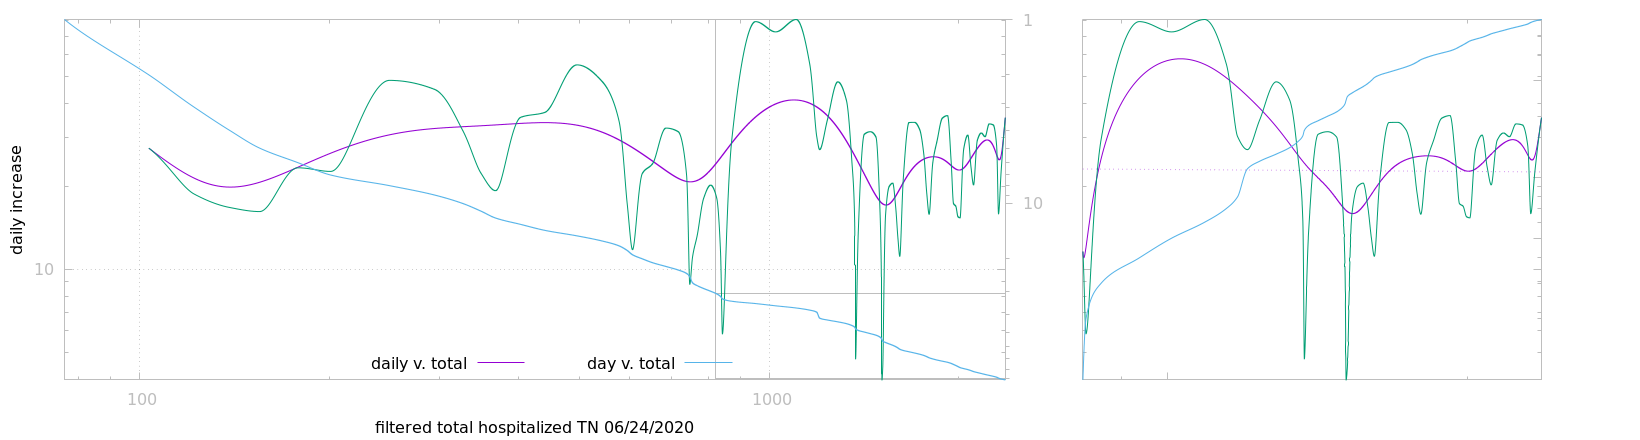 1
daily increase
10
10
daily v. total
day v. total
100
1000
filtered total hospitalized TN 06/24/2020